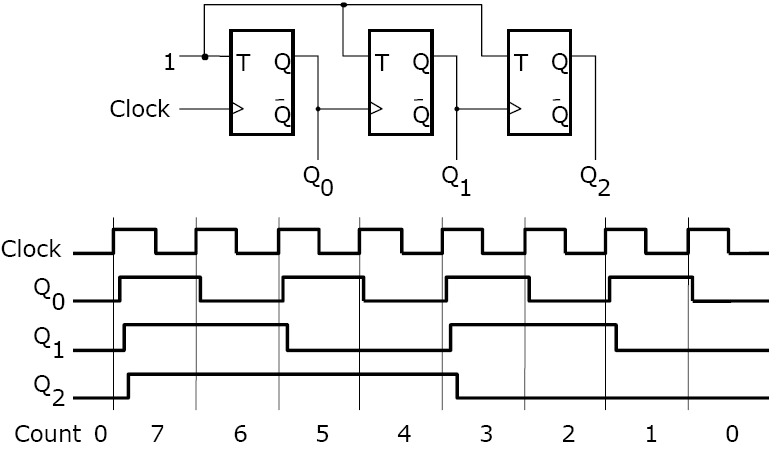 1 T Q T Q T Q
Clock Q̅ Q̅ Q̅
Q0 Q1 Q2
Clock
Q0
Q1
Q2
Count 0 7 6 5 4 3 2 1 0